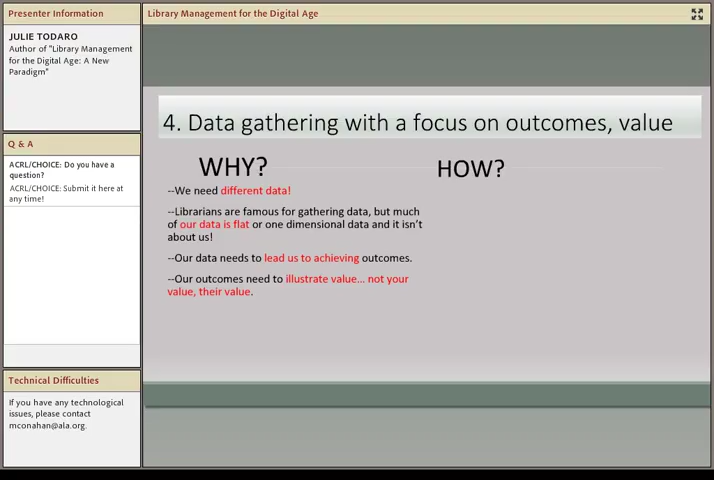 Presenter Information
JULIE TODARO
Author of "Library Management
for the Digital Age: A New
Paradigm"
Q & A
ACRL/CHOICE: Do you have a
question?
ACRL/CHOICE: Submit it here at
any time!
Technical Difficulties
If you have any technological
issues, please contact
mconahan@ala.org.
Library Management for the Digital Age
4. Data gathering with a focus on outcomes, value
WHY?
--We need different data!
--Librarians are famous for gathering data, but much
of our data is flat or one dimensional data and it isn't
about us!
--Our data needs to lead us to achieving outcomes.
--Our outcomes need to illustrate value... not your
value, their value.
HOW?